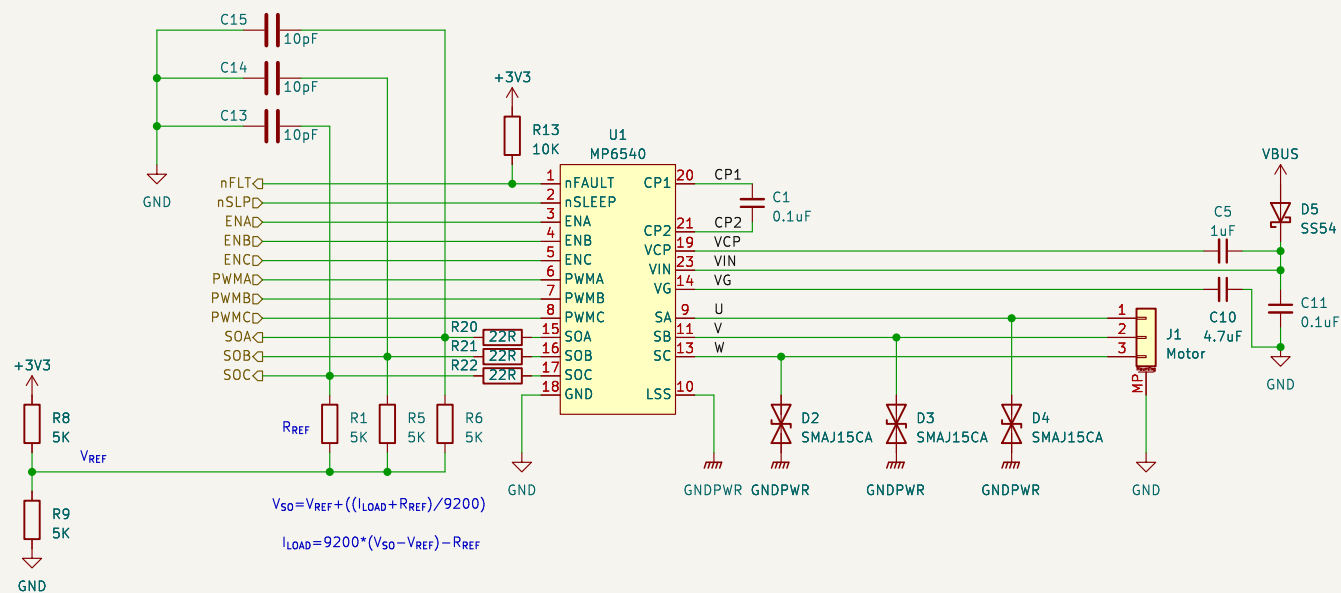 C15
10pF
C14
10pF
C13
10pF
GND
+3V3
R13
10K
U1
MP6540
nFLT
nSLP
ENA
ENB
ENC
PWMA
PWMB
PWMC
SOA
SOB
SOC
R20
22R
R21
22R
R22
22R
1 nFAULT
2 nSLEEP
3 ENA
4 ENB
5 ENC
6 PWMA
7 PWMB
8 PWMC
15 SOA
16 SOB
17 SOC
18 GND
CP1 20 CP1
CP2 21 CP2
VCP 19 VCP
VIN 23 VIN
VG 14 VG
SA 9 U
SB 11 V
SC 13 W
LSS 10
C1
0.1uF
VBUS
D5
SS54
C5
1uF
C10
4.7uF
C11
0.1uF
GND
1
2
3
J1
Motor
MP
GND
+3V3
R8
5K
VREF
R9
5K
GND
RREF
R1
5K
R5
5K
R6
5K
GND
GNDPWR
D2
SMAJ15CA
GNDPWR
D3
SMAJ15CA
GNDPWR
D4
SMAJ15CA
GNDPWR
VSO=VREF+((ILOAD+RREF)/9200)
ILOAD=9200*(VSO-VREF)-RREF